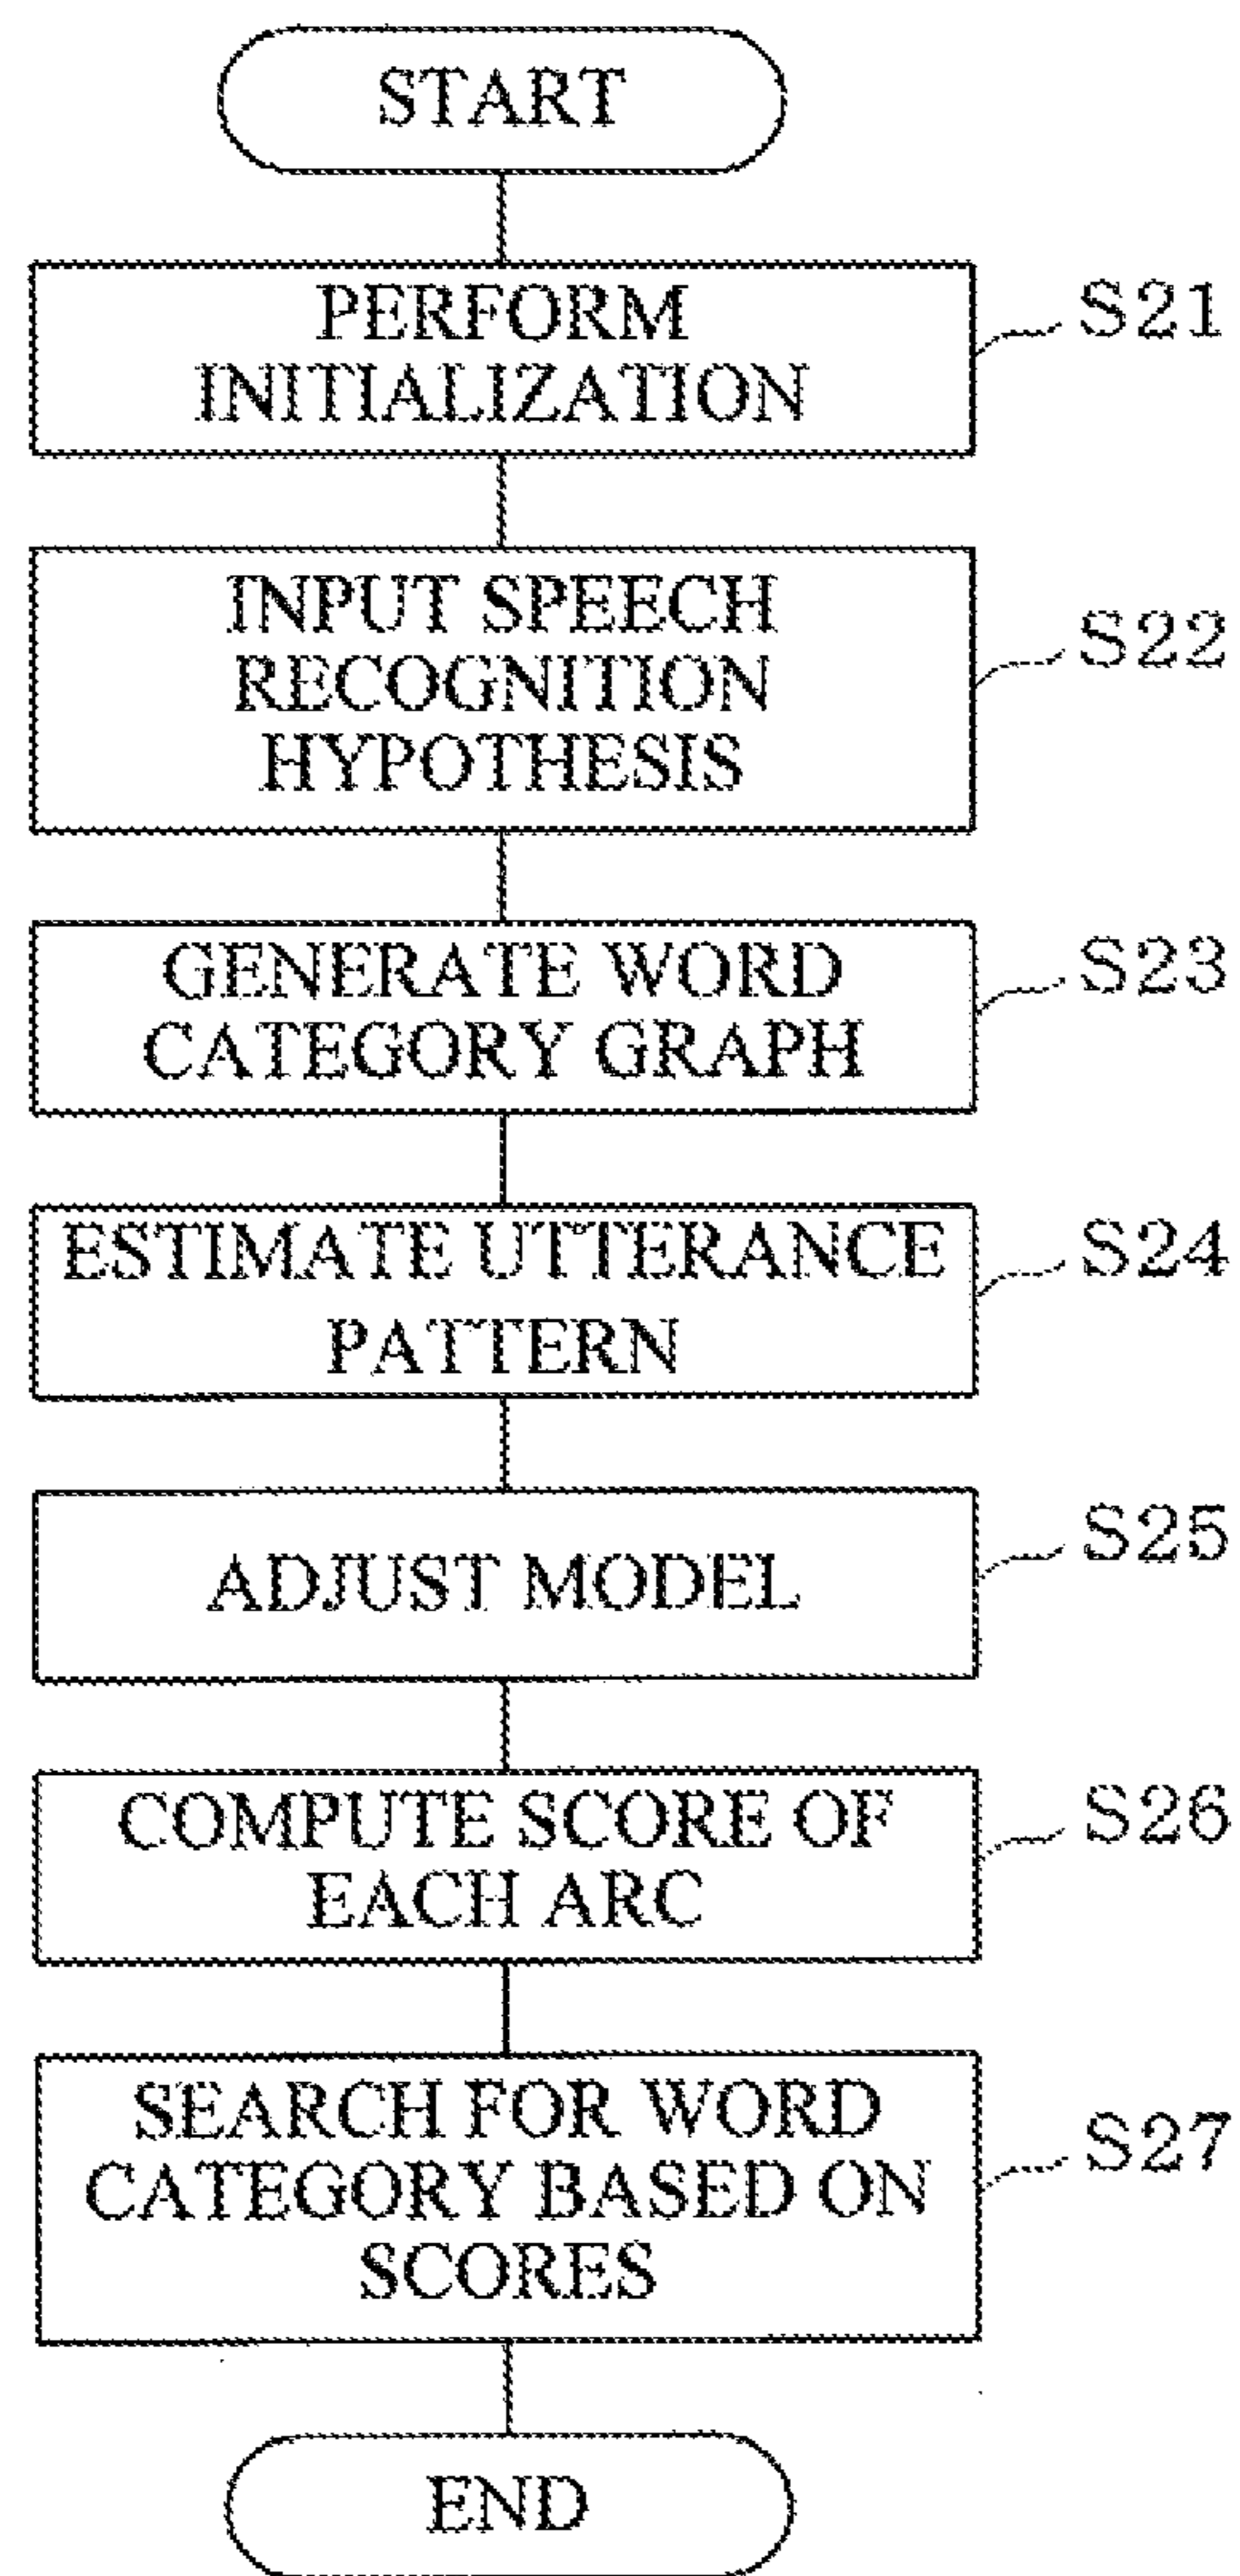 START
PERFORM
INITIALIZATION
S21
INPUT SPEECH
RECOGNITION
HYPOTHESIS
S22
GENERATE WORD
CATEGORY GRAPH
S23
ESTIMATE UTTERANCE
PATTERN
S24
ADJUST MODEL
S25
COMPUTE SCORE OF
EACH ARC
S26
SEARCH FOR WORD
CATEGORY BASED ON
SCORES
S27
END